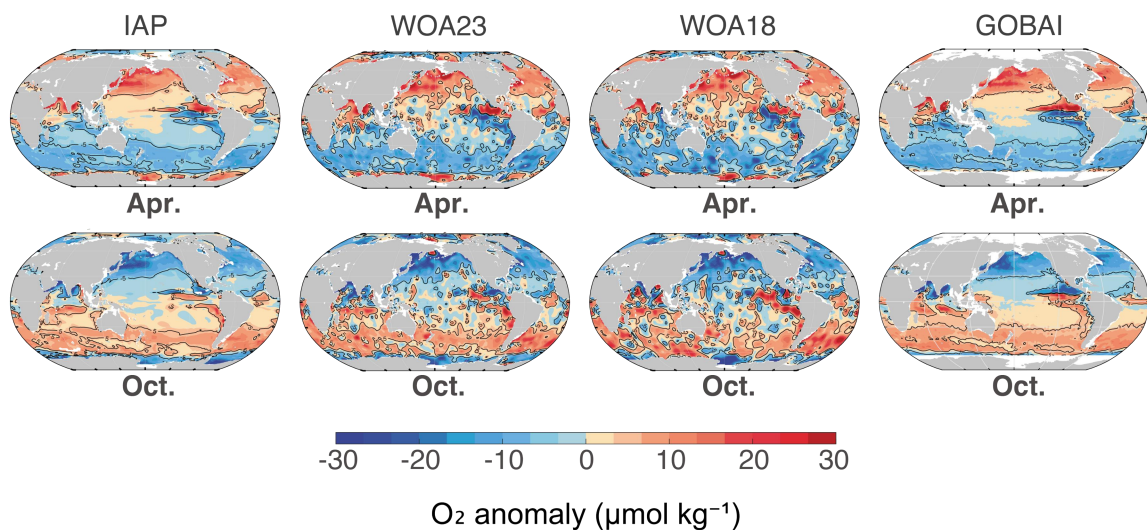 IAP WOA23 WOA18 GOBAI
Apr. Apr. Apr. Apr.
Oct. Oct. Oct. Oct.
-30 -20 -10 0 10 20 30
O₂ anomaly (μmol kg⁻¹)